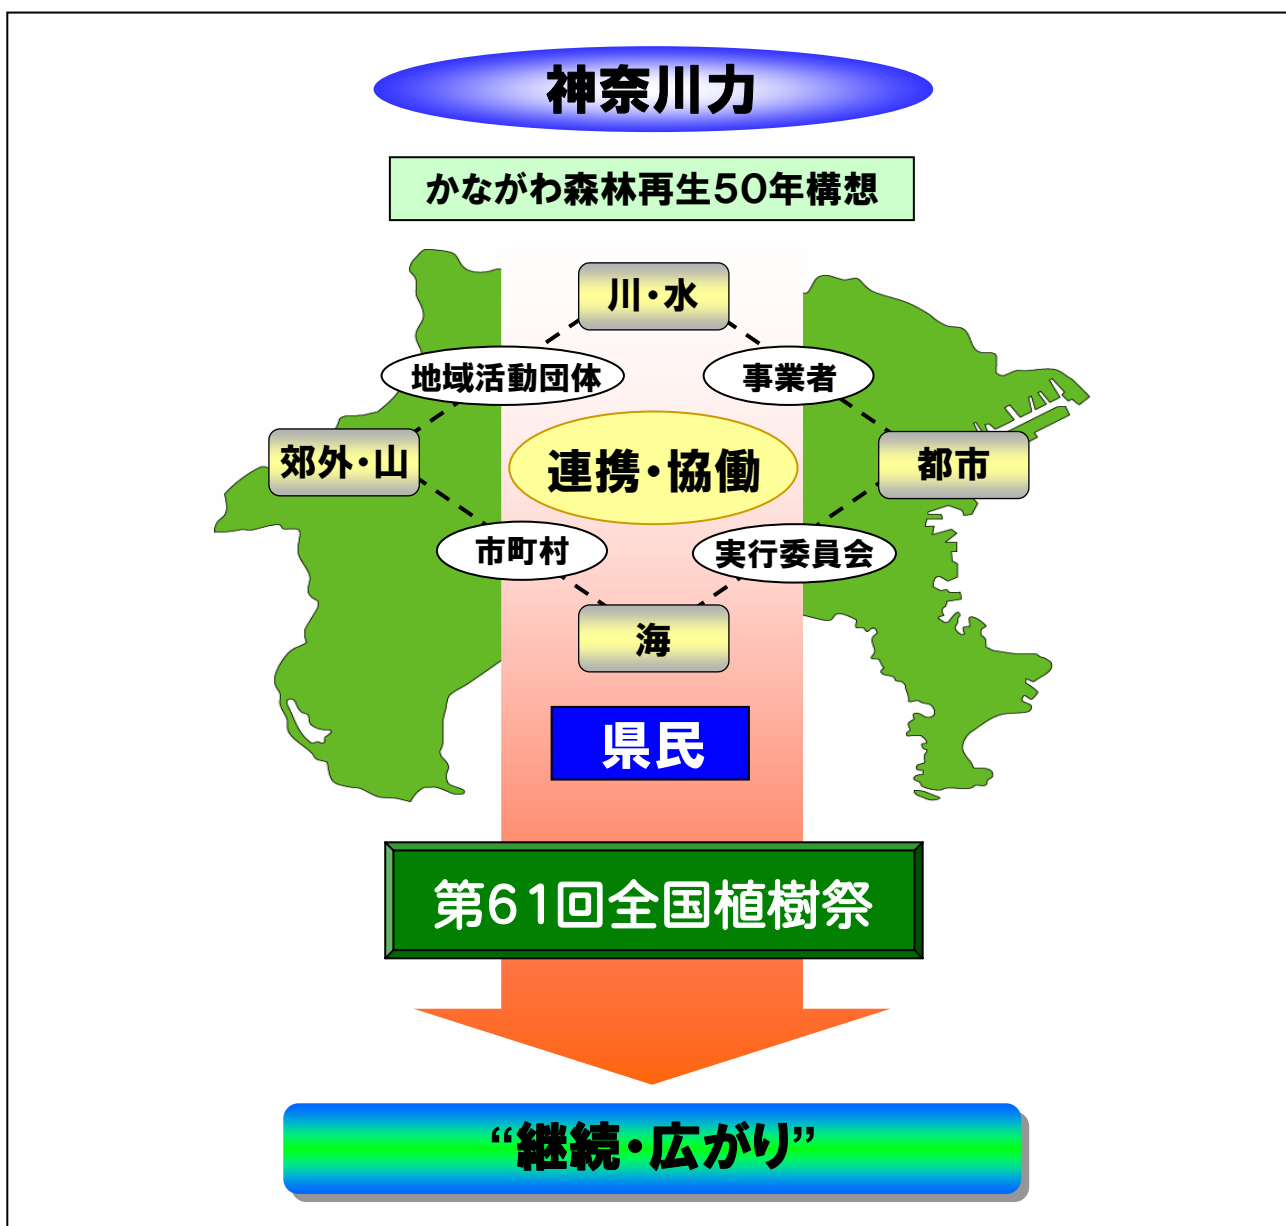 神奈川力
かながわ森林再生50年構想
川・水
地域活動団体
事業者
郊外・山
連携・協働
都市
市町村
実行委員会
海
県民
第61回全国植樹祭
“継続・広がり”